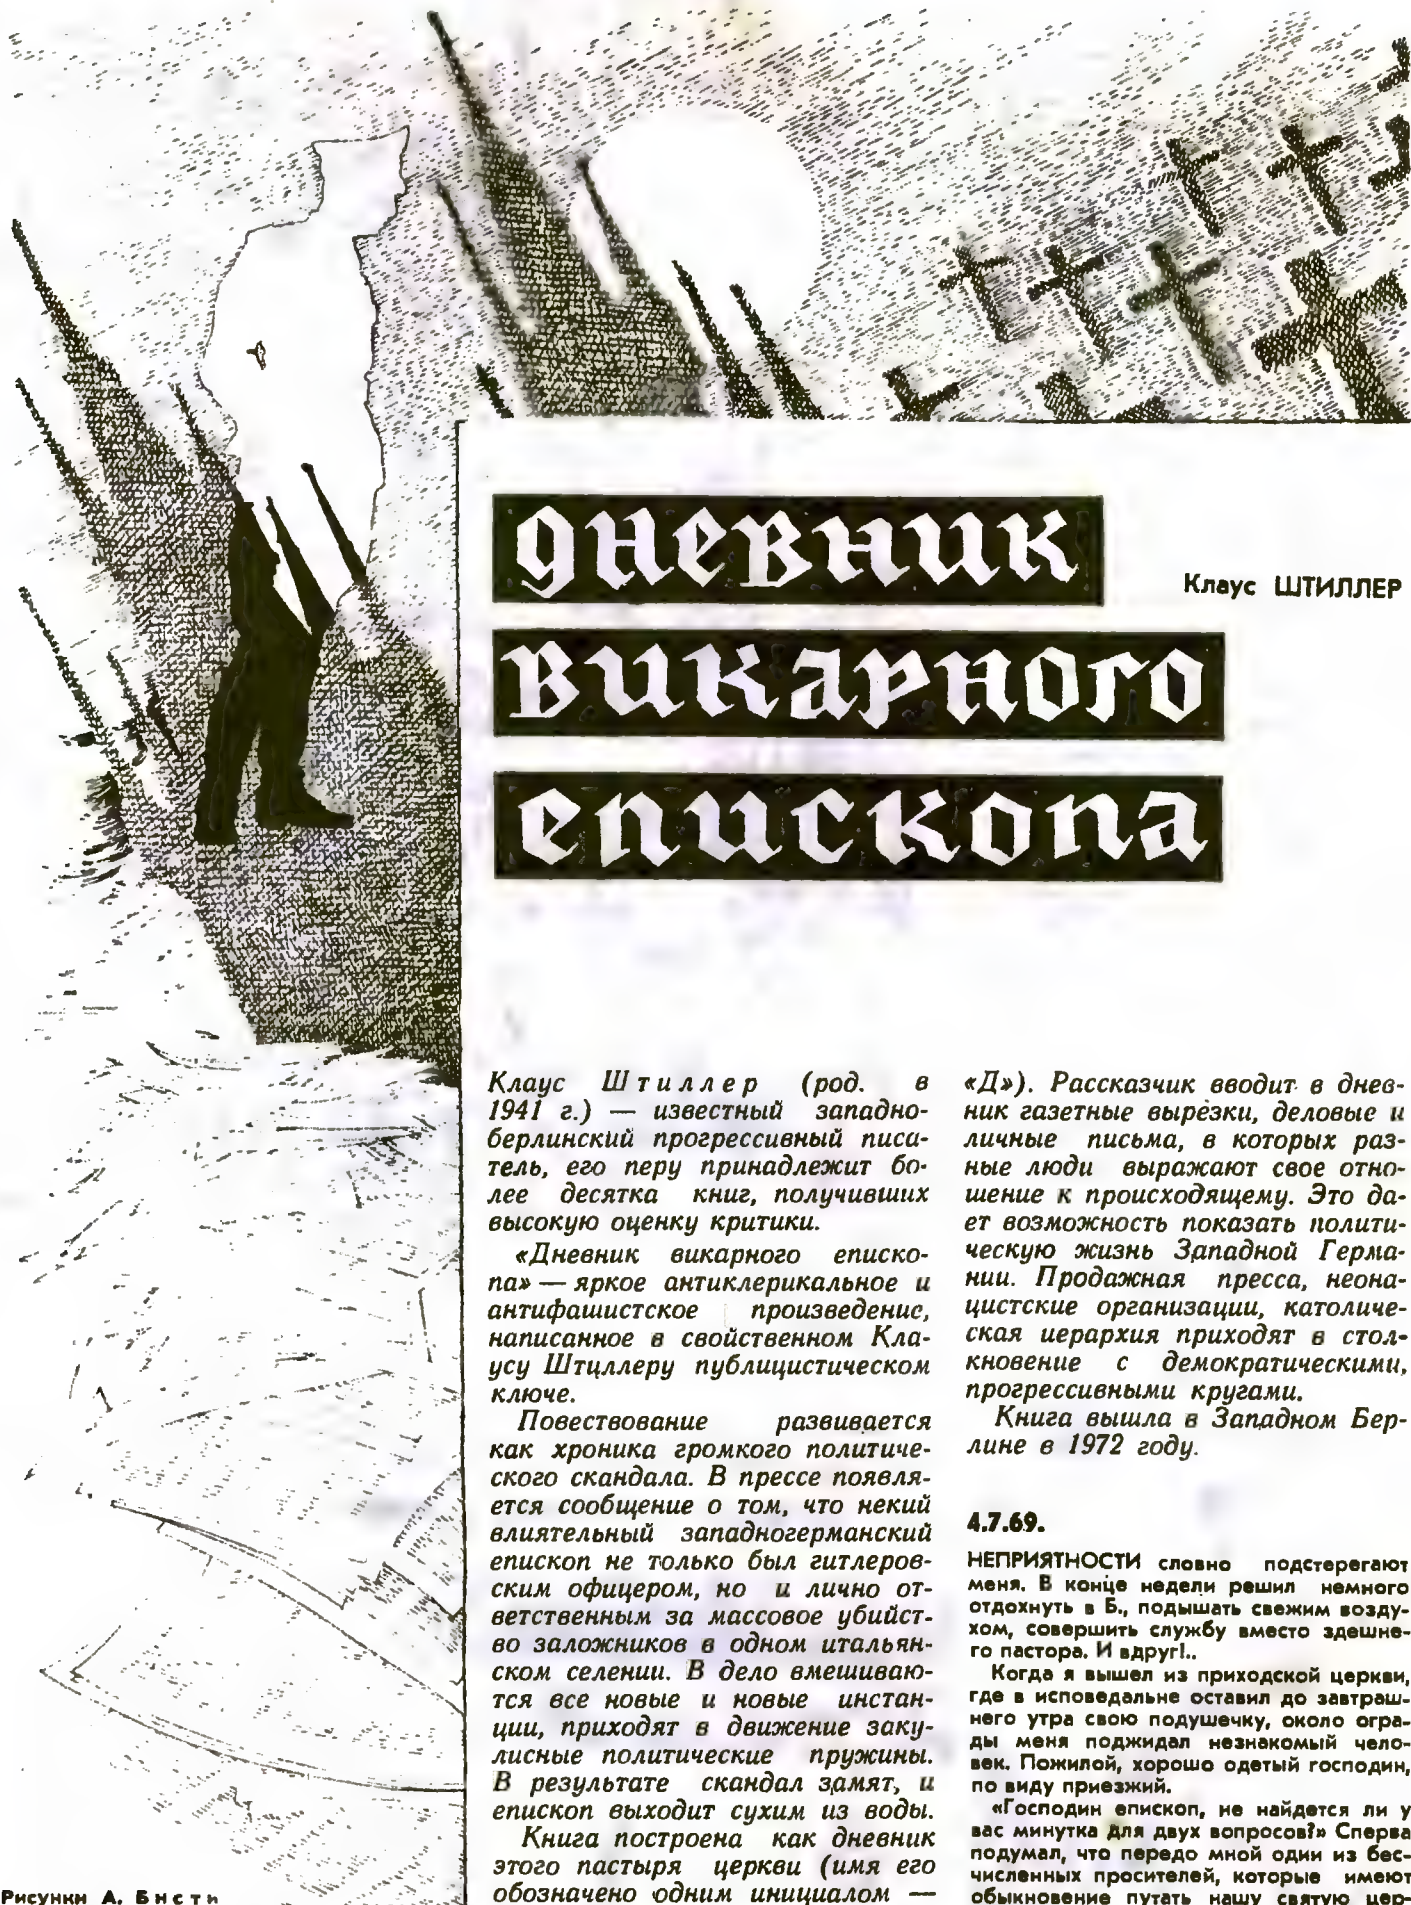 дневник
Клаус ШТИЛЛЕР
викарного
епископа
Клаус Штиллер (род. в
1941 г.) — известный западно-
берлинский прогрессивный писа-
тель, его перу принадлежит бо-
лее десятка книг, получивших
высокую оценку критики.
«Дневник викарного еписко-
па» — яркое антиклерикальное и
антифашистское произведение,
написанное в свойственном Кла-
усу Штиллеру публицистическом
ключе.
Повествование развивается
как хроника громкого политиче-
ского скандала. В прессе появля-
ется сообщение о том, что некий
влиятельный западногерманский
епископ не только был гитлеров-
ским офицером, но и лично от-
ветственным за массовое убийст-
во заложников в одном итальян-
ском селении. В дело вмешиваю-
тся все новые и новые инстан-
ции, приходят в движение заку-
лисные политические пружины.
В результате скандал замят, и
епископ выходит сухим из воды.
Книга построена как дневник
этого пастыря церкви (имя его
обозначено одним инициалом —
«Д»). Рассказчик вводит в днев-
ник газетные вырезки, деловые и
личные письма, в которых раз-
ные люди выражают свое отно-
шение к происходящему. Это да-
ет возможность показать полити-
ческую жизнь Западной Герма-
нии. Продажная пресса, неона-
цистские организации, католиче-
ская иерархия приходят в стол-
кновение с демократическими,
прогрессивными кругами.
Книга вышла в Западном Бер-
лине в 1972 году.
4.7.69.
НЕПРИЯТНОСТИ словно подстерегают
меня. В конце недели решил немного
отдохнуть в Б., подышать свежим возду-
хом, совершить службу вместо здешне-
го пастора. И вдруг!..
Когда я вышел из приходской церкви,
где в исповедальне оставил до завтраш-
него утра свою подушечку, около огра-
ды меня поджидал незнакомый чело-
век. Пожилой, хорошо одетый господин,
по виду приезжий.
«Господин епископ, не найдется ли у
вас минутка для двух вопросов?» Сперва
подумал, что передо мной один из бес-
численных просителей, которые имеют
обыкновение путать нашу святую цер-
Рисунки А. Бисти